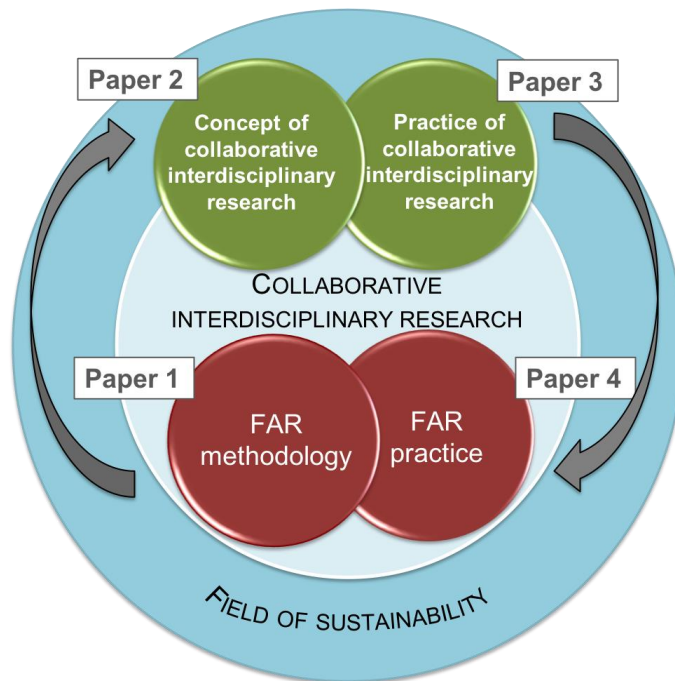 Paper 2
Paper 3
Concept of
collaborative
interdisciplinary
research
Practice of
collaborative
interdisciplinary
research
COLLABORATIVE
INTERDISCIPLINARY RESEARCH
Paper 1
Paper 4
FAR
methodology
FAR
practice
FIELD OF SUSTAINABILITY